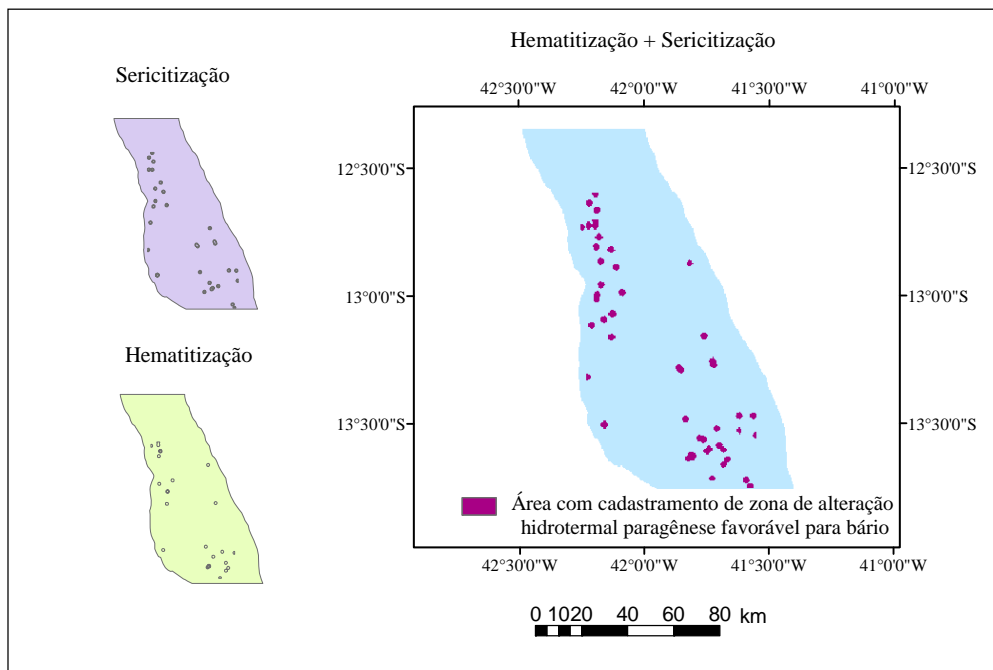 Hematitização + Sericitização
Sericitização
Hematitização
42°30'0"W 42°0'0"W 41°30'0"W 41°0'0"W
12°30'0"S 12°30'0"S
13°0'0"S 13°0'0"S
13°30'0"S 13°30'0"S
Área com cadastramento de zona de alteração
hidrotermal paragênese favorável para bário
42°30'0"W 42°0'0"W 41°30'0"W 41°0'0"W
0 10 20 40 60 80 km